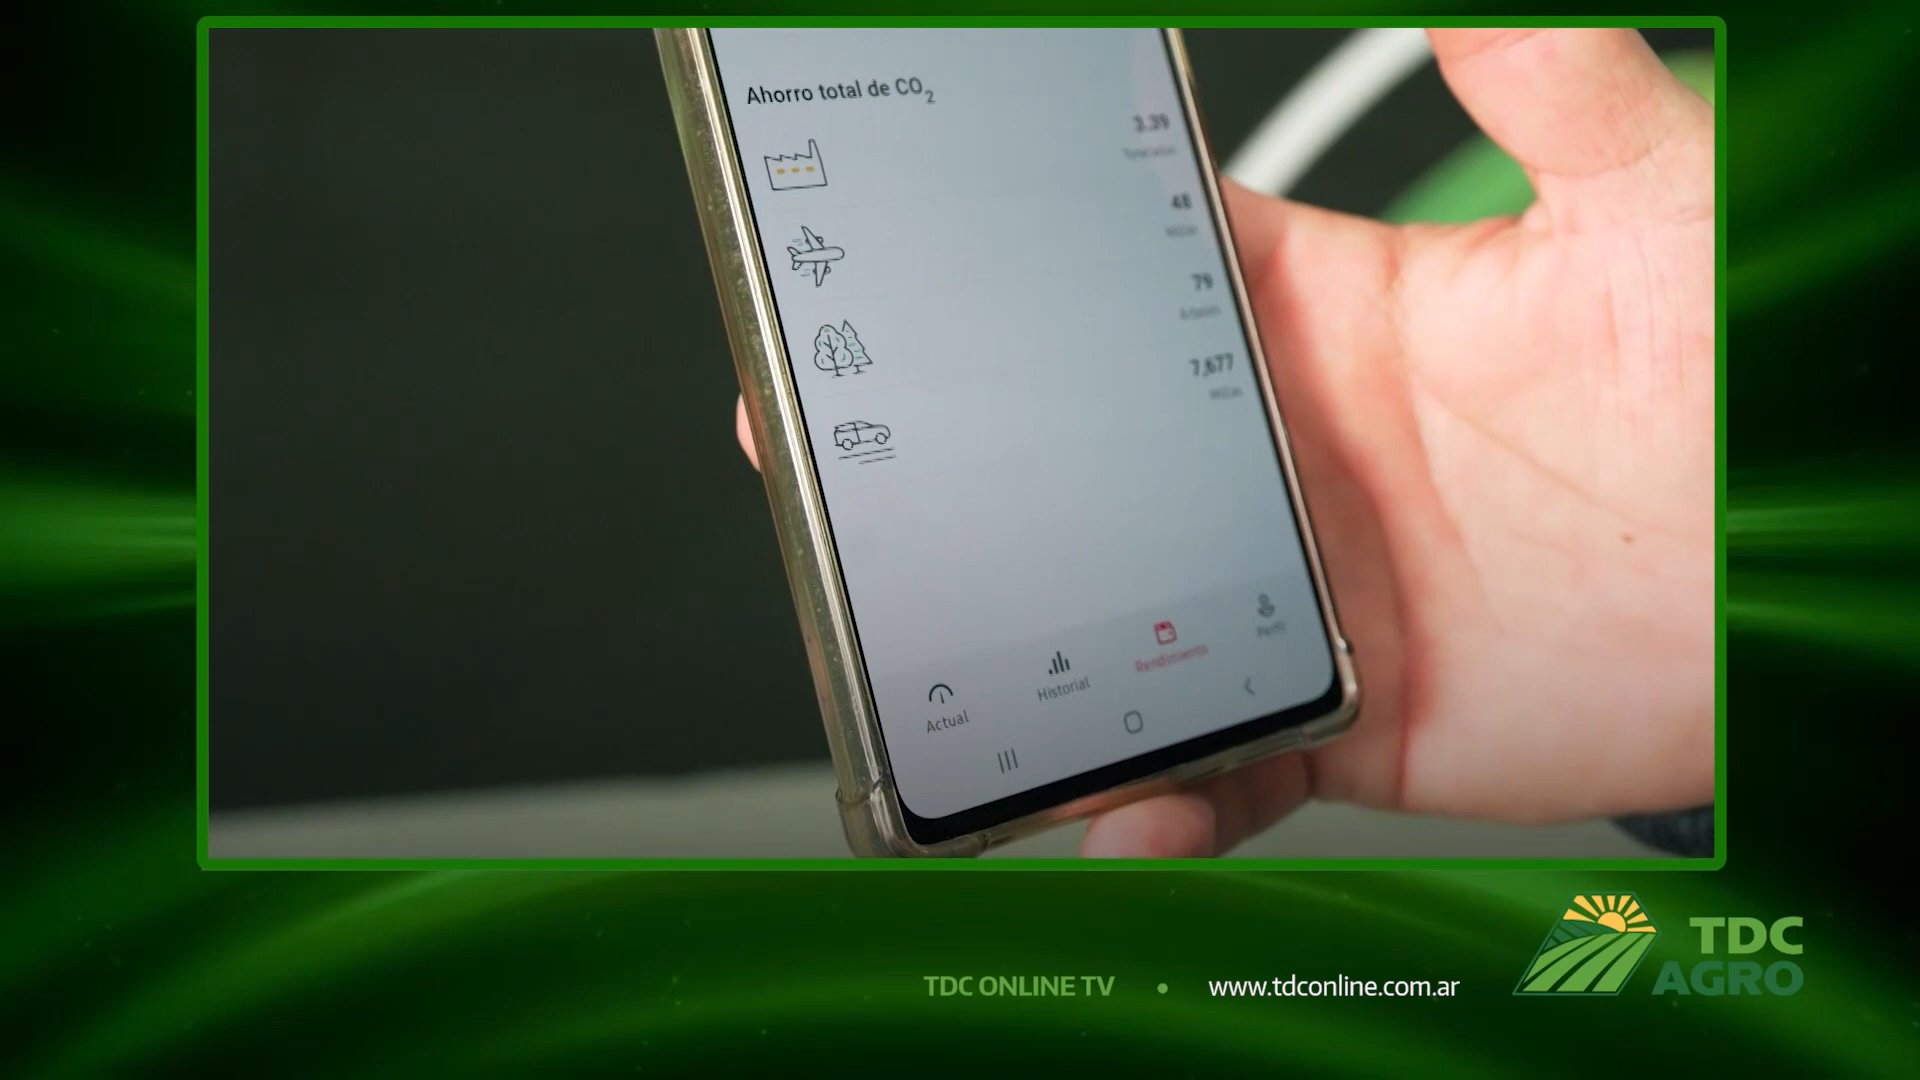 Ahorro total de CO2
3.39
48
79
7,677
Millas
Actual
Historial
Rendimiento
Perfil
TDC ONLINE TV • www.tdconline.com.ar
TDC
AGRO